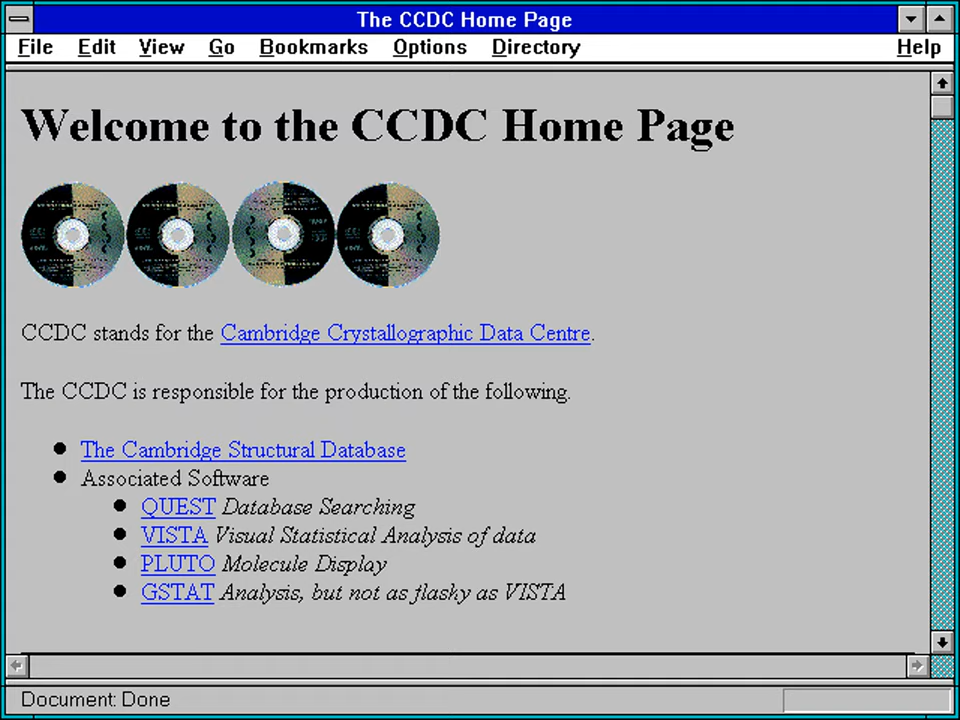 The CCDC Home Page
File Edit View Go Bookmarks Options Directory Help
Welcome to the CCDC Home Page
CCDC stands for the Cambridge Crystallographic Data Centre.
The CCDC is responsible for the production of the following.
The Cambridge Structural Database
Associated Software
QUEST Database Searching
VISTA Visual Statistical Analysis of data
PLUTO Molecule Display
GSTAT Analysis, but not as flashy as VISTA
Document: Done